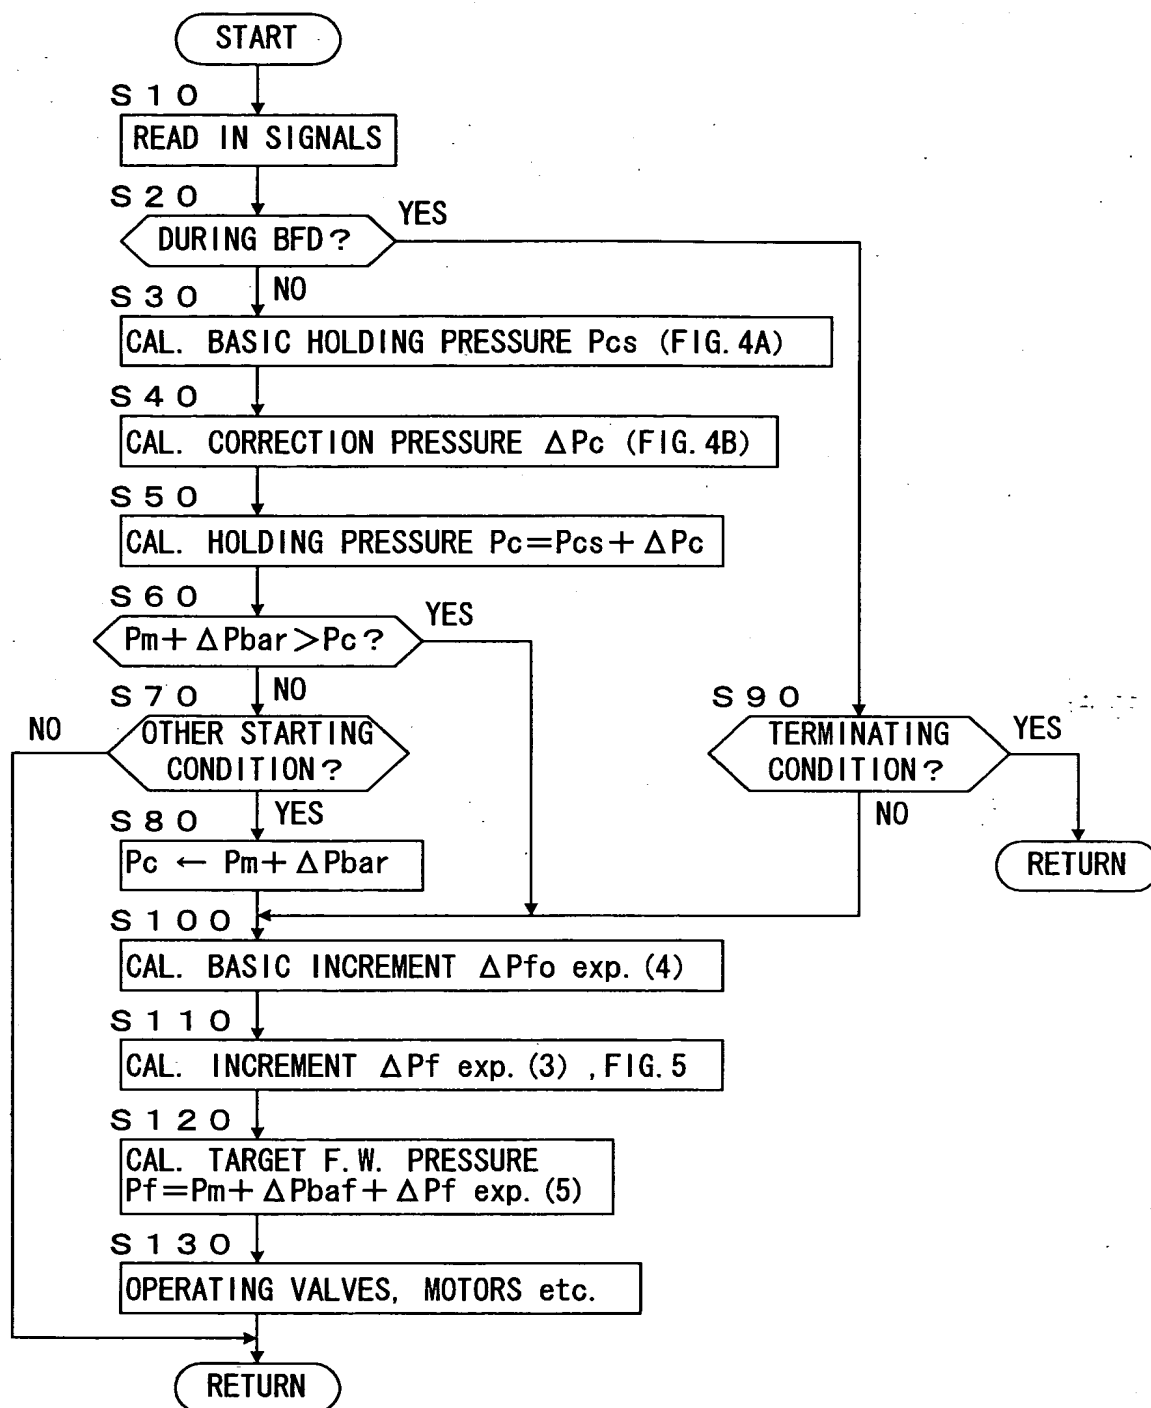 START
S10
READ IN SIGNALS
S20
DURING BFD?
YES
NO
S30
CAL. BASIC HOLDING PRESSURE Pcs (FIG.4A)
S40
CAL. CORRECTION PRESSURE ΔPc (FIG.4B)
S50
CAL. HOLDING PRESSURE Pc=Pcs+ΔPc
S60
Pm+ΔPbar>Pc?
YES
NO
S70
OTHER STARTING
CONDITION?
NO
YES
S90
TERMINATING
CONDITION?
YES
NO
RETURN
S80
Pc ← Pm+ΔPbar
S100
CAL. BASIC INCREMENT ΔPfo exp.(4)
S110
CAL. INCREMENT ΔPf exp.(3) ,FIG.5
S120
CAL. TARGET F.W. PRESSURE
Pf=Pm+ΔPbaf+ΔPf exp.(5)
S130
OPERATING VALVES, MOTORS etc.
RETURN